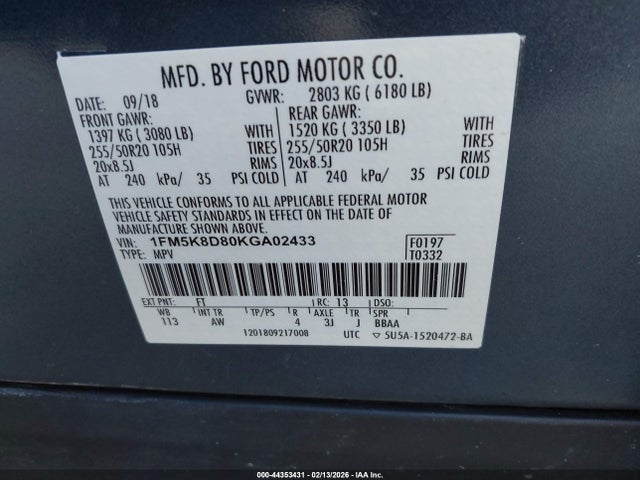 MFD. BY FORD MOTOR CO.
DATE: 09/18 GVWR: 2803 KG ( 6180 LB)
FRONT GAWR: REAR GAWR:
1397 KG ( 3080 LB) WITH 1520 KG ( 3350 LB) WITH
255/50R20 105H TIRES 255/50R20 105H TIRES
20x8.5J RIMS 20x8.5J RIMS
AT 240 kPa/ 35 PSI COLD AT 240 kPa/ 35 PSI COLD
THIS VEHICLE CONFORMS TO ALL APPLICABLE FEDERAL MOTOR
VEHICLE SAFETY STANDARDS IN EFFECT ON THE DATE OF
MANUFACTURE SHOWN ABOVE.
VIN: 1FM5K8D80KGA02433 F0197
TYPE: MPV T0332
EXT PNT: FT RC: 13 DSO:
WB INT TR TP/PS R AXLE TR SPR
113 AW 4 3J J BBAA
1201809217008 UTC ▽ 5U5A-1520472-BA
000-44353431 - 02/13/2026 - IAA Inc.